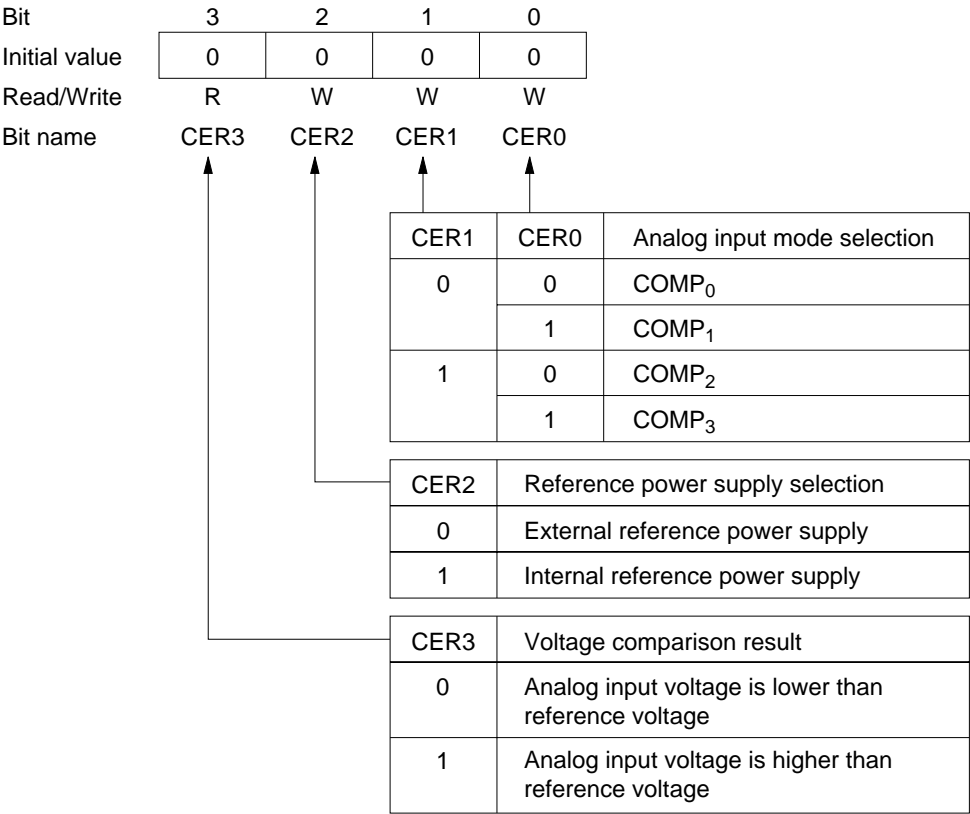 Bit 3 2 1 0
Initial value 0 0 0 0
Read/Write R W W W
Bit name CER3 CER2 CER1 CER0
CER1 CER0 Analog input mode selection
0 0 COMP₀
1 COMP₁
1 0 COMP₂
1 COMP₃
CER2 Reference power supply selection
0 External reference power supply
1 Internal reference power supply
CER3 Voltage comparison result
0 Analog input voltage is lower than
reference voltage
1 Analog input voltage is higher than
reference voltage